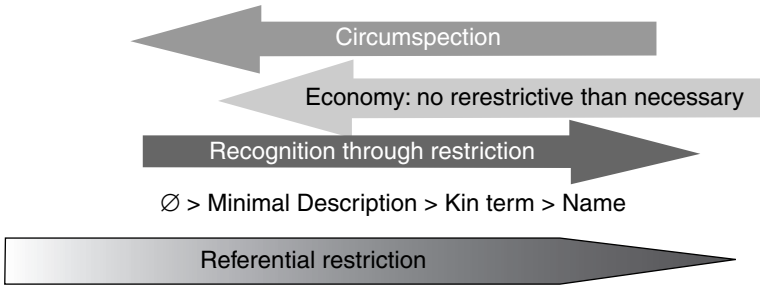 Circumspection
Economy: no rerestrictive than necessary
Recognition through restriction
∅ > Minimal Description > Kin term > Name
Referential restriction